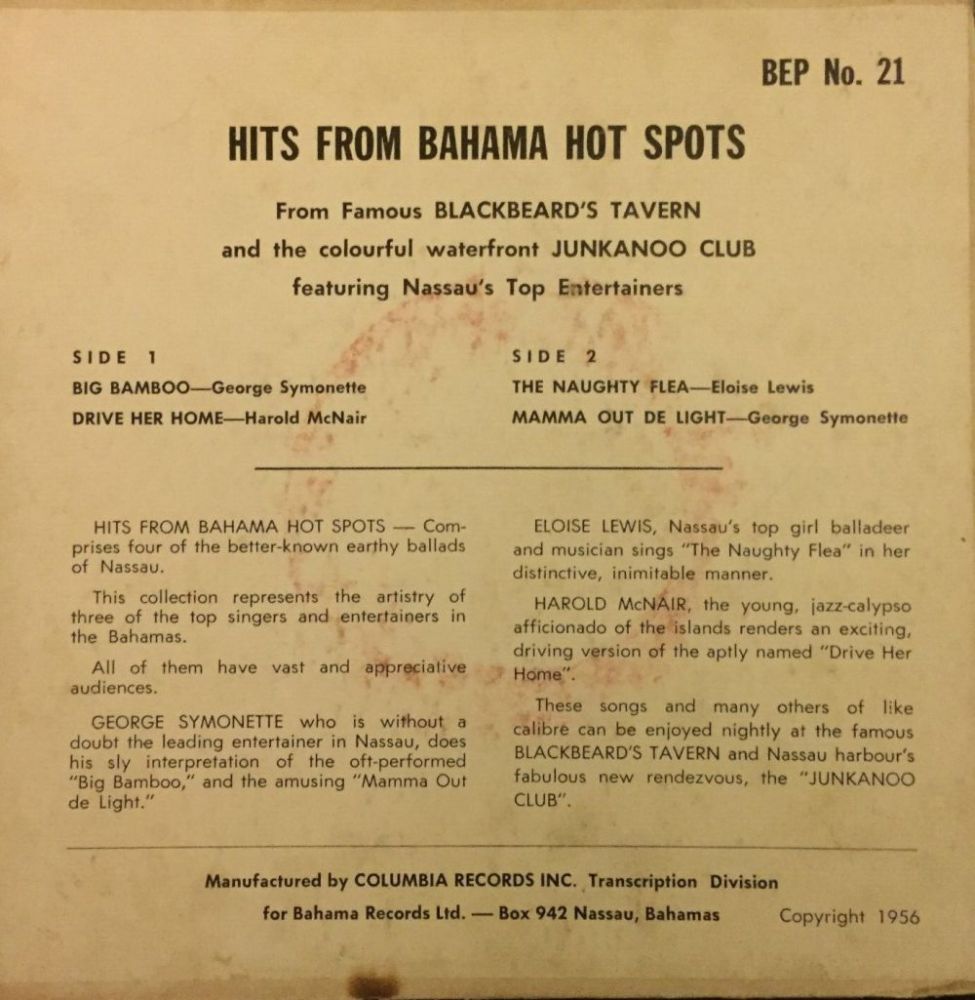 BEP No. 21
HITS FROM BAHAMA HOT SPOTS
From Famous BLACKBEARD'S TAVERN
and the colourful waterfront JUNKANOO CLUB
featuring Nassau's Top Entertainers
SIDE 1
BIG BAMBOO—George Symonette
DRIVE HER HOME—Harold McNair
SIDE 2
THE NAUGHTY FLEA—Eloise Lewis
MAMMA OUT DE LIGHT—George Symonette
HITS FROM BAHAMA HOT SPOTS — Com-
prises four of the better-known earthy ballads
of Nassau.
This collection represents the artistry of
three of the top singers and entertainers in
the Bahamas.
All of them have vast and appreciative
audiences.
GEORGE SYMONETTE who is without a
doubt the leading entertainer in Nassau, does
his sly interpretation of the oft-performed
"Big Bamboo," and the amusing "Mamma Out
de Light."
ELOISE LEWIS, Nassau's top girl balladeer
and musician sings "The Naughty Flea" in her
distinctive, inimitable manner.
HAROLD McNAIR, the young, jazz-calypso
afficionado of the islands renders an exciting,
driving version of the aptly named "Drive Her
Home".
These songs and many others of like
calibre can be enjoyed nightly at the famous
BLACKBEARD'S TAVERN and Nassau harbour's
fabulous new rendezvous, the "JUNKANOO
CLUB".
Manufactured by COLUMBIA RECORDS INC. Transcription Division
for Bahama Records Ltd. — Box 942 Nassau, Bahamas
Copyright 1956